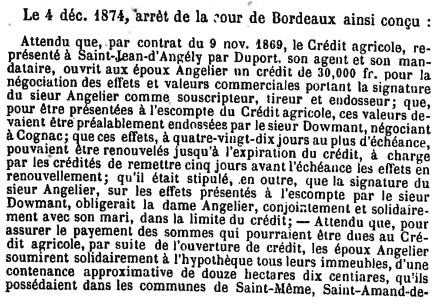 Le 4 déc. 1874, arrêt de la cour de Bordeaux ainsi conçu :
Attendu que, par contrat du 9 nov. 1869, le Crédit agricole, re-
présenté à Saint-Jean-d'Angély par Duport, son agent et son man-
dataire, ouvrit aux époux Angelier un crédit de 30,000 fr. pour la
négociation des effets et valeurs commerciales portant la signature
du sieur Angelier comme souscripteur, tireur et endosseur; que,
pour être présentées à l'escompte du Crédit agricole, ces valeurs de-
vaient être préalablement endossées par le sieur Dowmant, négociant
à Cognac; que ces effets, à quatre-vingt-dix jours au plus d'échéance,
pouvaient être renouvelés jusqu'à l'expiration du crédit, à charge
par les crédités de remettre cinq jours avant l'échéance les effets en
renouvellement; qu'il était stipulé, en outre, que la signature du
sieur Angelier, sur les effets présentés à l'escompte par le sieur
Dowmant, obligerait la dame Angelier, conjointement et solidaire-
ment avec son mari, dans la limite du crédit; — Attendu que, pour
assurer le payement des sommes qui pourraient être dues au Cré-
dit agricole, par suite de l'ouverture de crédit, les époux Angelier
soumirent solidairement à l'hypothèque tous leurs immeubles, d'une
contenance approximative de douze hectares dix centiares, qu'ils
possédaient dans les communes de Saint-Même, Saint-Amand-de-